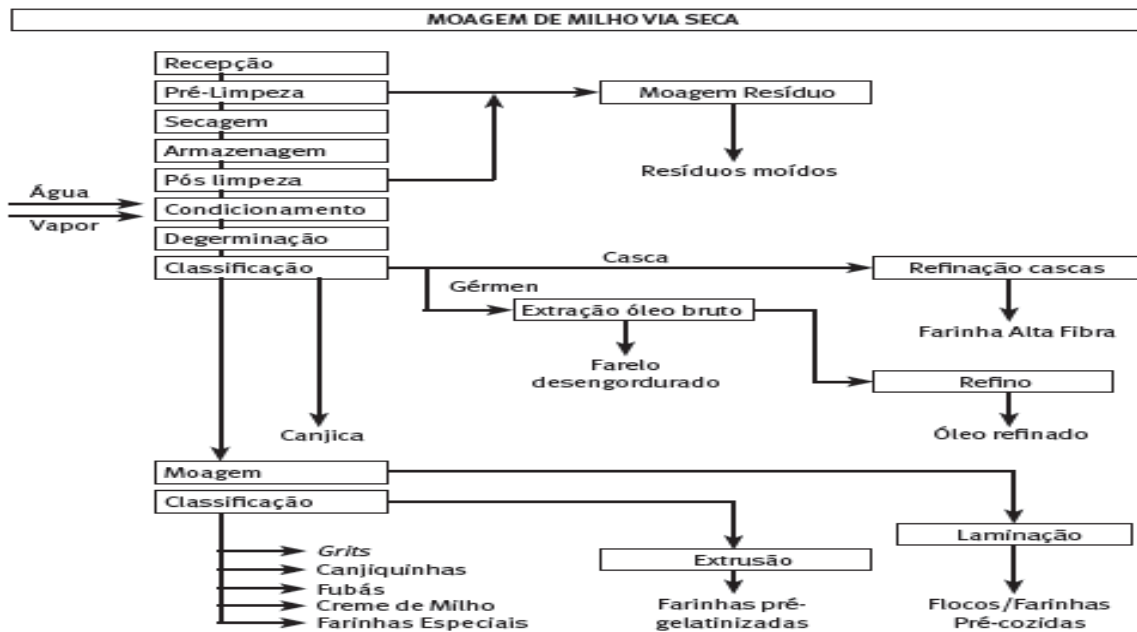 MOAGEM DE MILHO VIA SECA
Recepção
Pré-Limpeza
Moagem Resíduo
Secagem
Armazenagem
Resíduos moídos
Pós limpeza
Água
Condicionamento
Vapor
Degerminação
Classificação
Casca
Refinação cascas
Gérmen
Extração óleo bruto
Farinha Alta Fibra
Farelo
desengordurado
Refino
Canjica
Óleo refinado
Moagem
Classificação
Laminação
Grits
Extrusão
Canjiquinhas
Fubás
Creme de Milho
Farinhas Especiais
Farinhas pré-
gelatinizadas
Flocos/Farinhas
Pré-cozidas